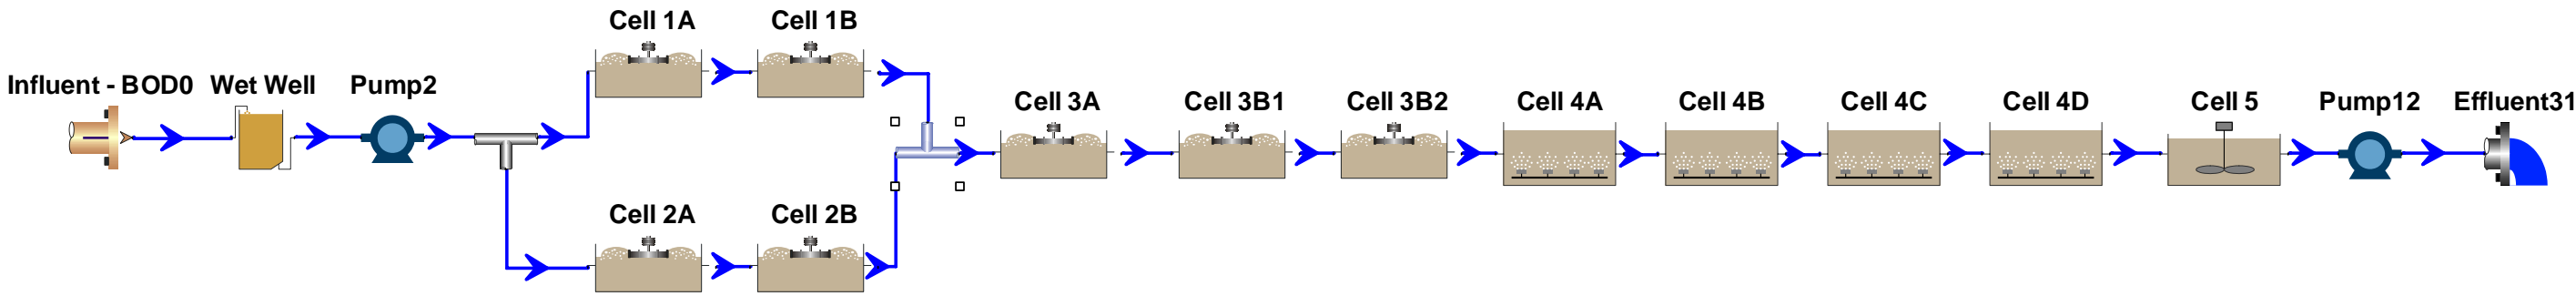 Cell 1A
Cell 1B
Influent - BOD0
Wet Well
Pump2
Cell 3A
Cell 3B1
Cell 3B2
Cell 4A
Cell 4B
Cell 4C
Cell 4D
Cell 5
Pump12
Effluent31
Cell 2A
Cell 2B